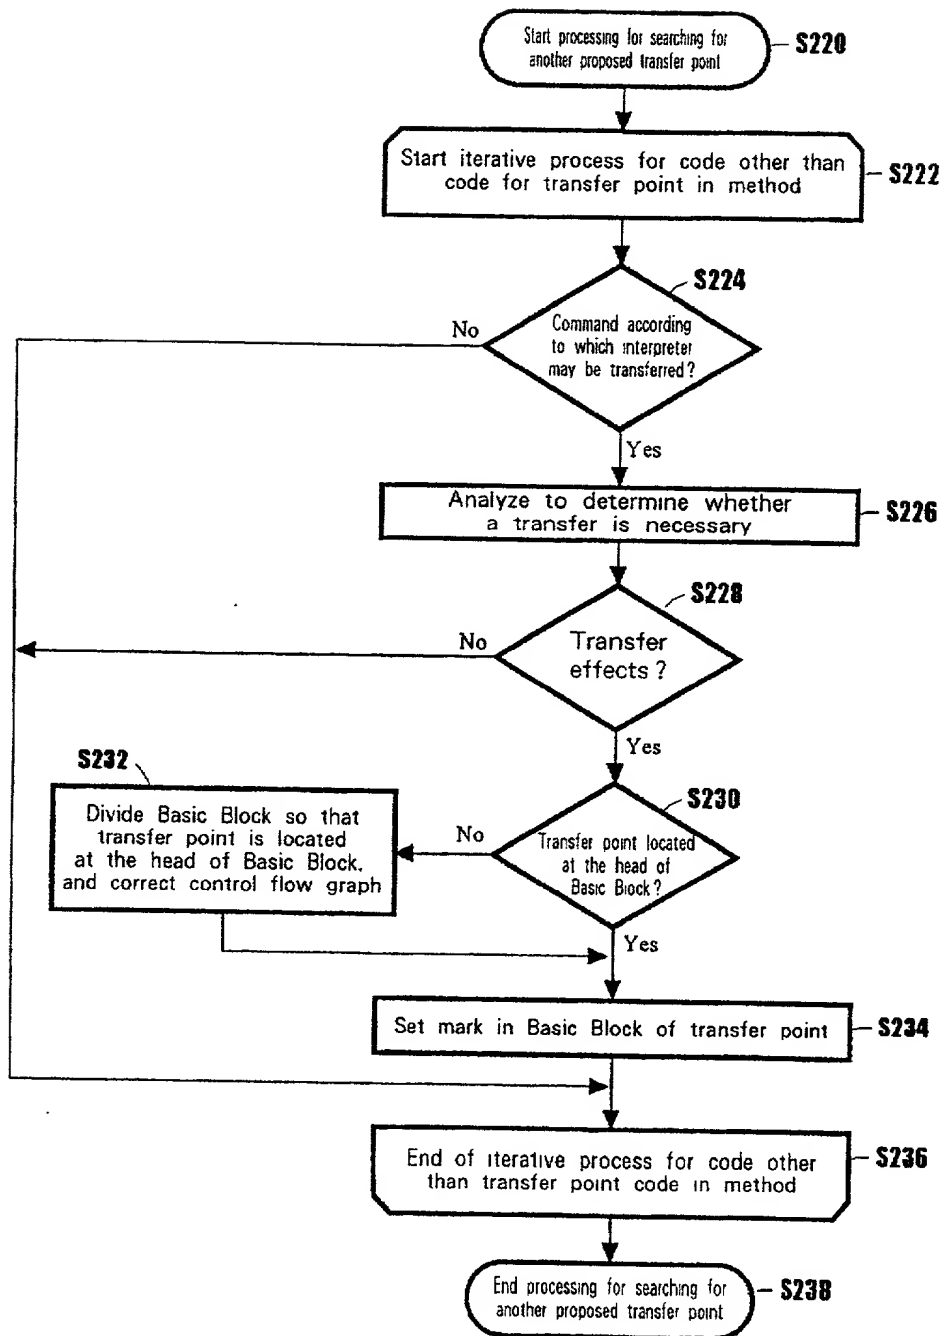 Start processing for searching for
another proposed transfer point
S220
Start iterative process for code other than
code for transfer point in method
S222
S224
Command according
to which interpreter
may be transferred?
No
Yes
Analyze to determine whether
a transfer is necessary
S226
S228
Transfer
effects?
No
Yes
S232
Divide Basic Block so that
transfer point is located
at the head of Basic Block,
and correct control flow graph
S230
Transfer point located
at the head of
Basic Block?
No
Yes
Set mark in Basic Block of transfer point
S234
End of iterative process for code other
than transfer point code in method
S236
End processing for searching for
another proposed transfer point
S238